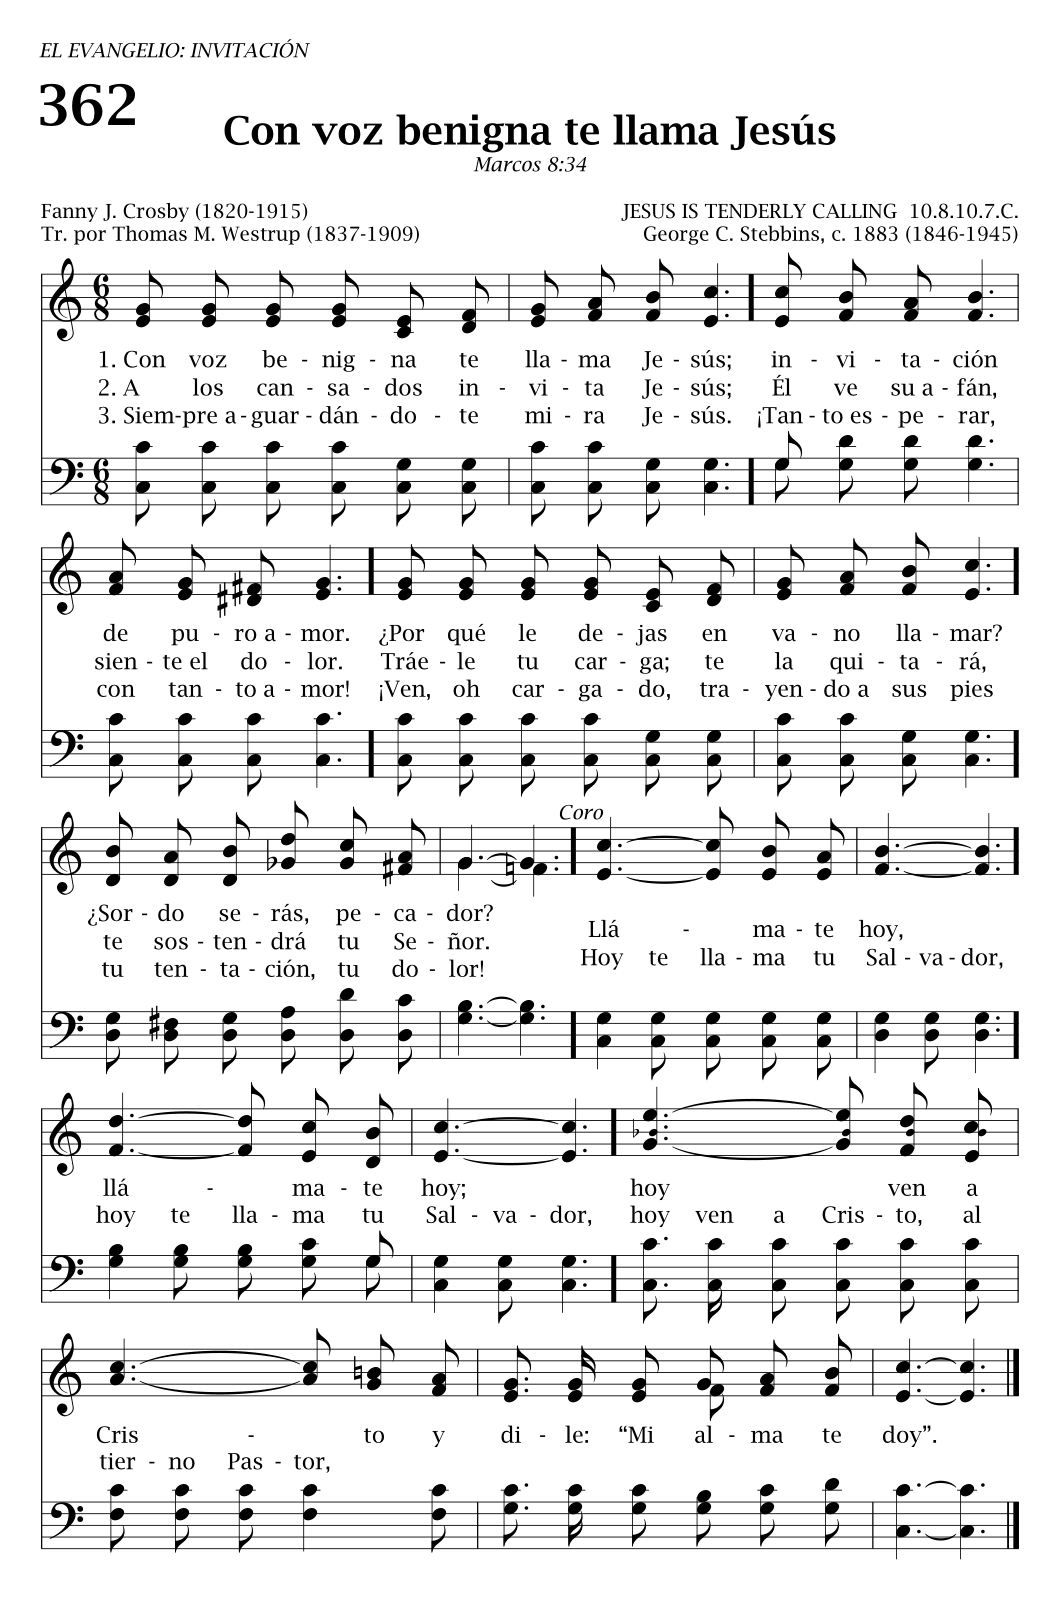 EL EVANGELIO: INVITACIÓN
362
Con voz benigna te llama Jesús
Marcos 8:34
Fanny J. Crosby (1820-1915)
JESUS IS TENDERLY CALLING 10.8.10.7.C.
Tr. por Thomas M. Westrup (1837-1909)
George C. Stebbins, c. 1883 (1846-1945)
1. Con voz be - nig - na te lla - ma Je - sús; in - vi - ta - ción
2. A los can - sa - dos in - vi - ta Je - sús; Él ve su a - fán,
3. Siem - pre a - guar - dán - do - te mi - ra Je - sús. ¡Tan - to es - pe - rar,
de pu - ro a - mor. ¿Por qué le de - jas en va - no lla - mar?
sien - te el do - lor. Tráe - le tu car - ga; te la qui - ta - rá,
con tan - to a - mor! ¡Ven, oh car - ga - do, tra - yen - do a sus pies
Coro
¿Sor - do se - rás, pe - ca - dor?
te sos - ten - drá tu Se - ñor.
tu ten - ta - ción, tu do - lor!
Llá - ma - te hoy,
Hoy te lla - ma tu Sal - va - dor,
llá - ma - te hoy; hoy ven a
hoy te lla - ma tu Sal - va - dor, hoy ven a Cris - to, al
Cris - to y di - le: “Mi al - ma te doy”.
tier - no Pas - tor,